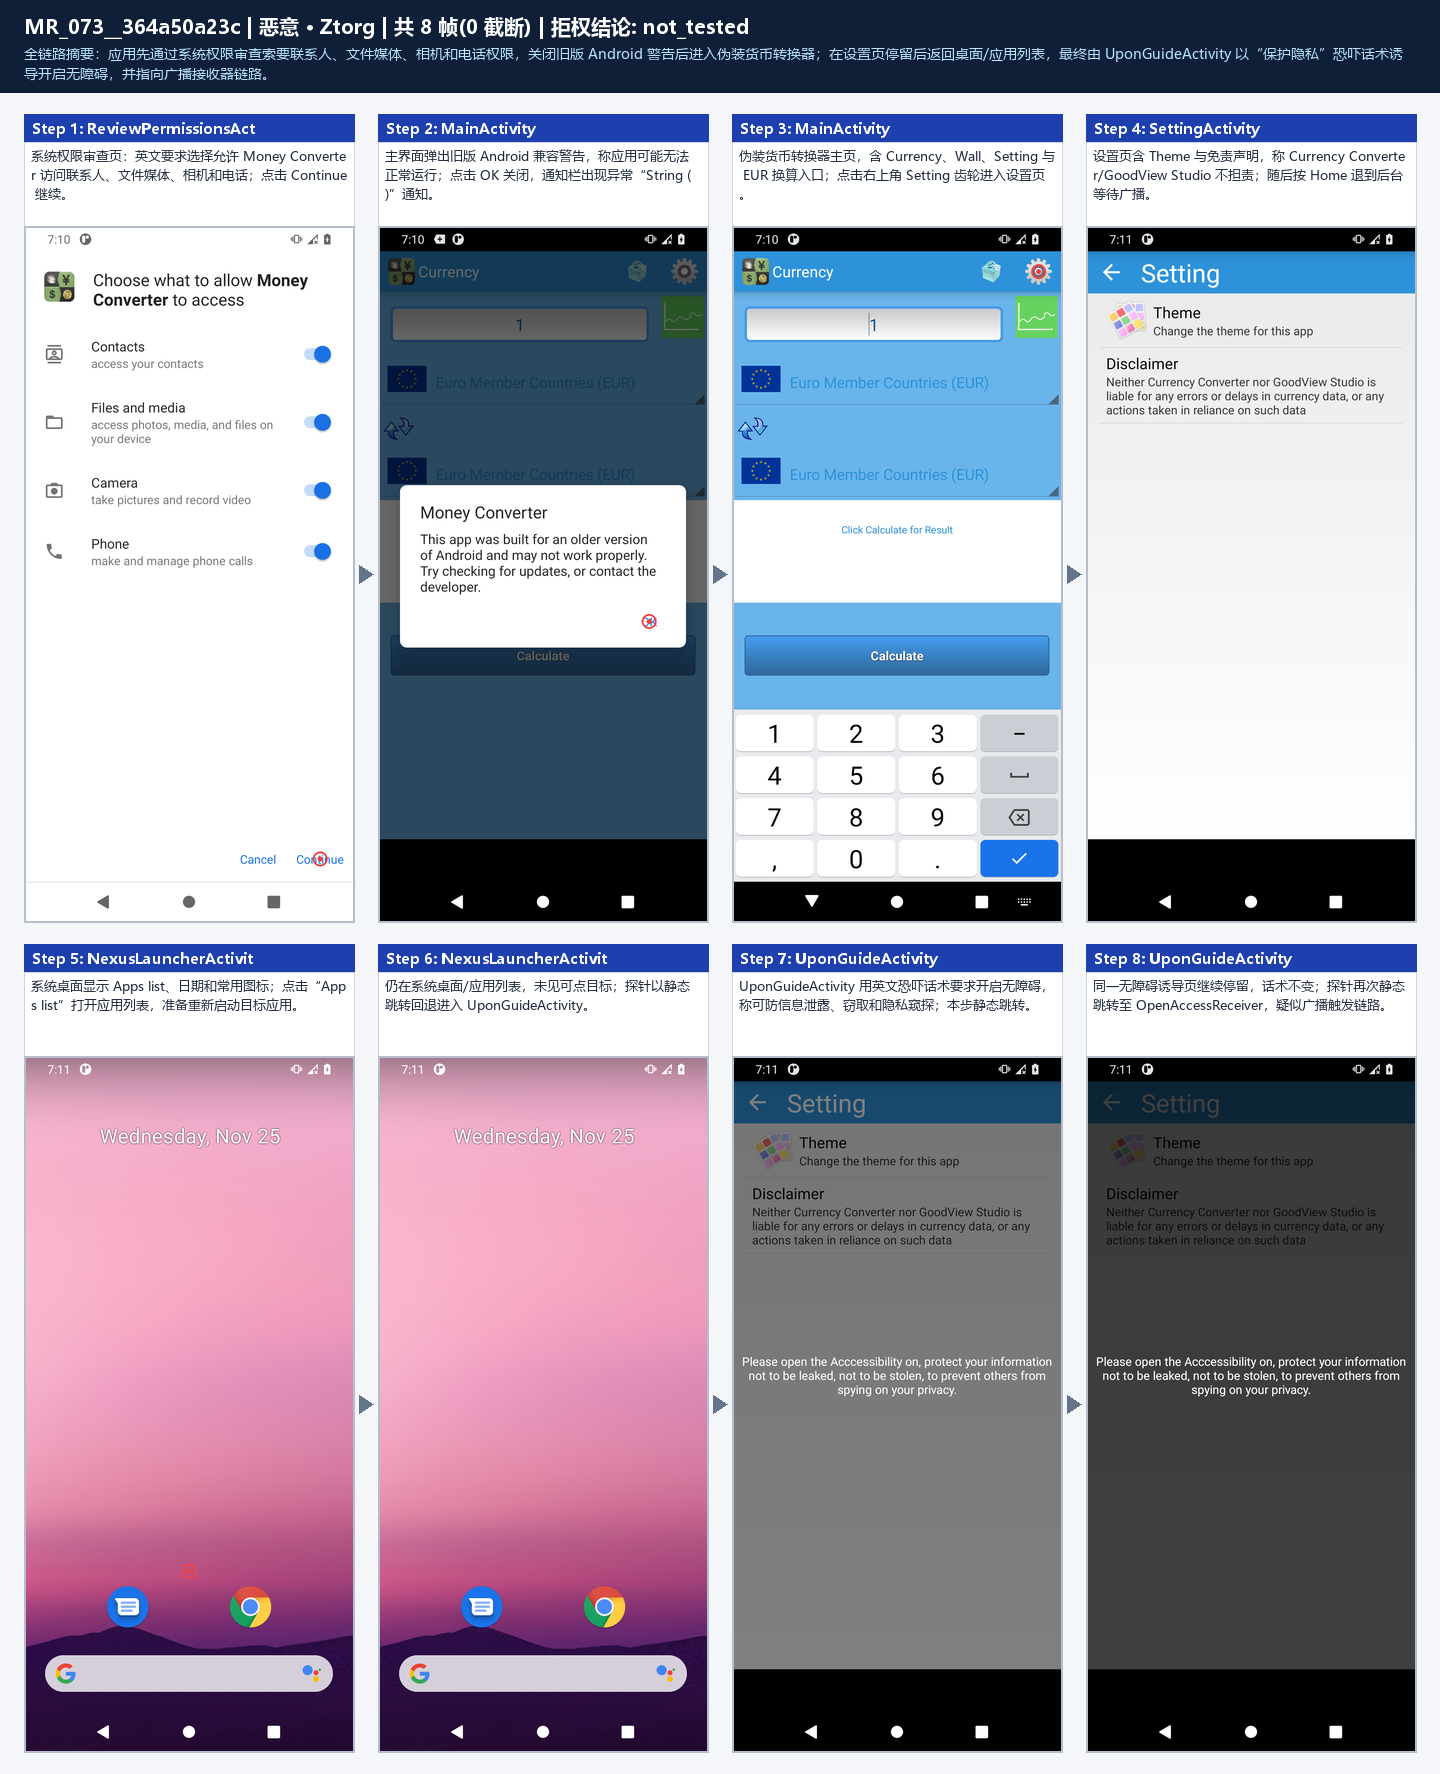 MR_073__364a50a23c | 恶意 • Ztorg | 共 8 帧(0 截断) | 拒权结论: not_tested
全链路摘要：应用先通过系统权限审查索要联系人、文件媒体、相机和电话权限，关闭旧版 Android 警告后进入伪装货币转换器；在设置页停留后返回桌面/应用列表，最终由 UponGuideActivity 以“保护隐私”恐吓话术诱
导开启无障碍，并指向广播接收器链路。
Step 1: ReviewPermissionsAct
系统权限审查页：英文要求选择允许 Money Converte
r 访问联系人、文件媒体、相机和电话；点击 Continue
继续。
7:10
Choose what to allow Money
Converter to access
Contacts
access your contacts
Files and media
access photos, media, and files on
your device
Camera
take pictures and record video
Phone
make and manage phone calls
Cancel
Continue
Step 2: MainActivity
主界面弹出旧版 Android 兼容警告，称应用可能无法
正常运行；点击 OK 关闭，通知栏出现异常“String (
)”通知。
7:10
Currency
1
Euro Member Countries (EUR)
Euro Member Countries (EUR)
Money Converter
This app was built for an older version
of Android and may not work properly.
Try checking for updates, or contact the
developer.
Calculate
Step 3: MainActivity
伪装货币转换器主页，含 Currency、Wall、Setting 与
EUR 换算入口；点击右上角 Setting 齿轮进入设置页
。
7:10
Currency
1
Euro Member Countries (EUR)
Euro Member Countries (EUR)
Click Calculate for Result
Calculate
1 2 3 −
4 5 6
7 8 9
, 0 .
Step 4: SettingActivity
设置页含 Theme 与免责声明，称 Currency Converte
r/GoodView Studio 不担责；随后按 Home 退到后台
等待广播。
7:11
Setting
Theme
Change the theme for this app
Disclaimer
Neither Currency Converter nor GoodView Studio is
liable for any errors or delays in currency data, or any
actions taken in reliance on such data
Step 5: NexusLauncherActivit
系统桌面显示 Apps list、日期和常用图标；点击“App
s list”打开应用列表，准备重新启动目标应用。
7:11
Wednesday, Nov 25
Step 6: NexusLauncherActivit
仍在系统桌面/应用列表，未见可点目标；探针以静态
跳转回退进入 UponGuideActivity。
7:11
Wednesday, Nov 25
Step 7: UponGuideActivity
UponGuideActivity 用英文恐吓话术要求开启无障碍，
称可防信息泄露、窃取和隐私窥探；本步静态跳转。
7:11
Setting
Theme
Change the theme for this app
Disclaimer
Neither Currency Converter nor GoodView Studio is
liable for any errors or delays in currency data, or any
actions taken in reliance on such data
Please open the Acccessibility on, protect your information
not to be leaked, not to be stolen, to prevent others from
spying on your privacy.
Step 8: UponGuideActivity
同一无障碍诱导页继续停留，话术不变；探针再次静态
跳转至 OpenAccessReceiver，疑似广播触发链路。
7:11
Setting
Theme
Change the theme for this app
Disclaimer
Neither Currency Converter nor GoodView Studio is
liable for any errors or delays in currency data, or any
actions taken in reliance on such data
Please open the Acccessibility on, protect your information
not to be leaked, not to be stolen, to prevent others from
spying on your privacy.